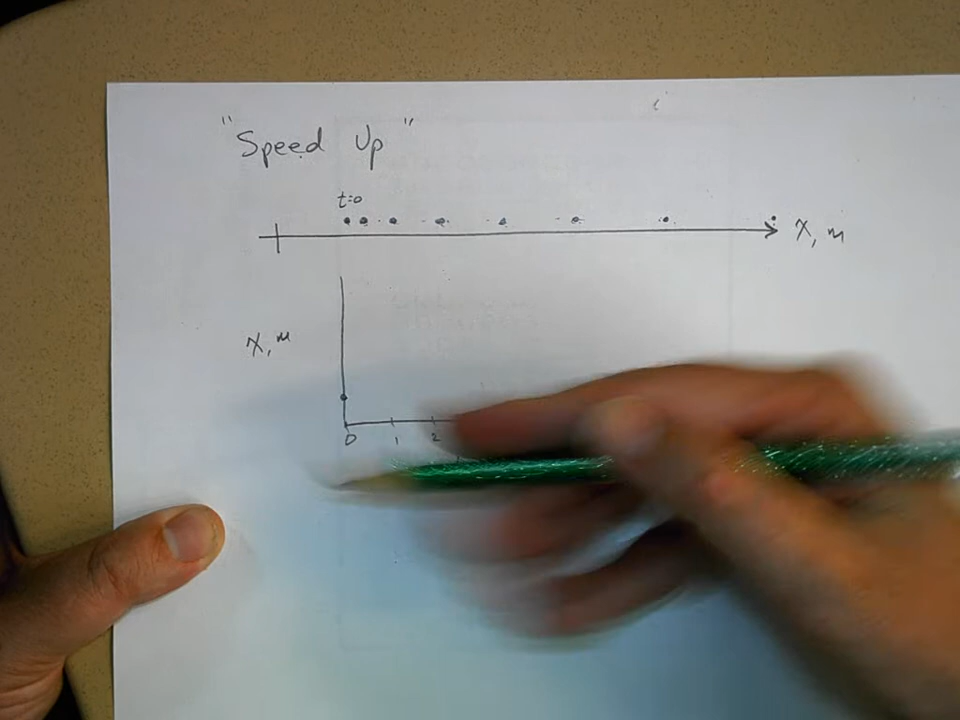 "Speed Up"
t=0
X, m
X, m
0 1 2